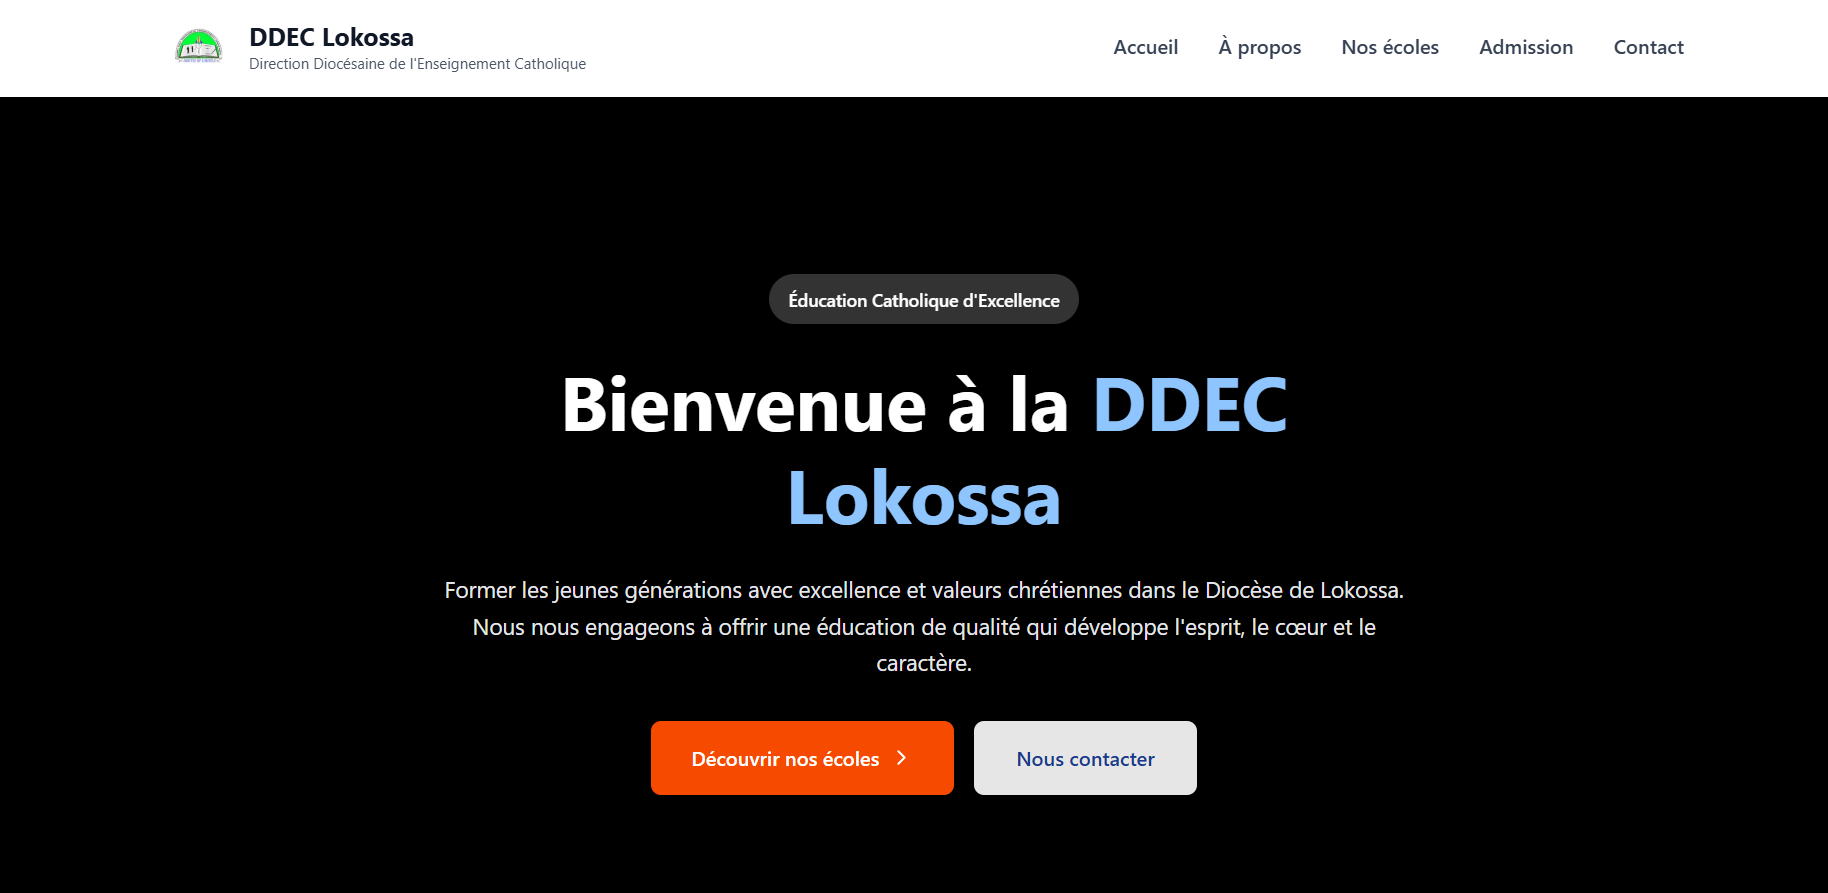 DDEC Lokossa
Direction Diocésaine de l'Enseignement Catholique
Accueil À propos Nos écoles Admission Contact
Éducation Catholique d'Excellence
Bienvenue à la DDEC
Lokossa
Former les jeunes générations avec excellence et valeurs chrétiennes dans le Diocèse de Lokossa.
Nous nous engageons à offrir une éducation de qualité qui développe l'esprit, le cœur et le
caractère.
Découvrir nos écoles
Nous contacter